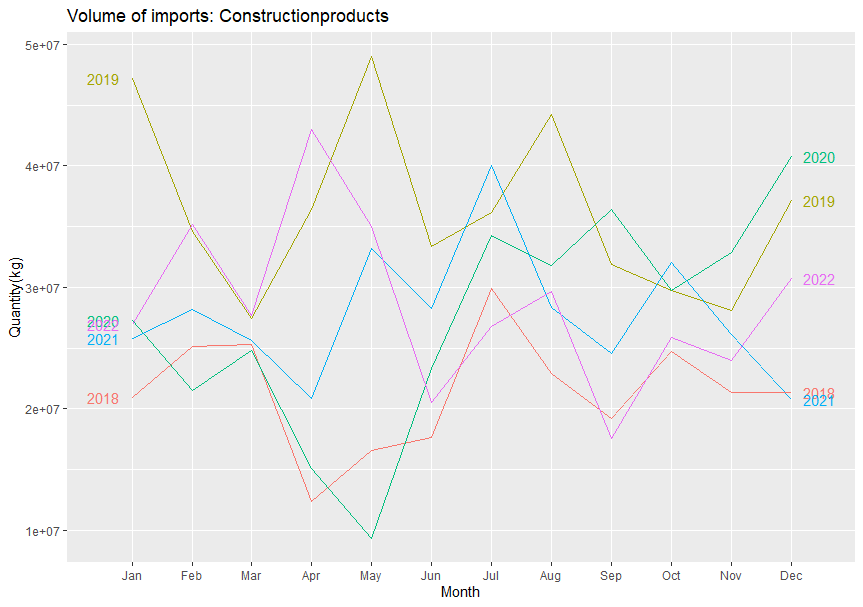 Volume of imports: Constructionproducts
Quantity(kg)
5e+07
4e+07
3e+07
2e+07
1e+07
2019
2020
2022
2021
2018
2020
2019
2022
2018
2021
Jan Feb Mar Apr May Jun Jul Aug Sep Oct Nov Dec
Month